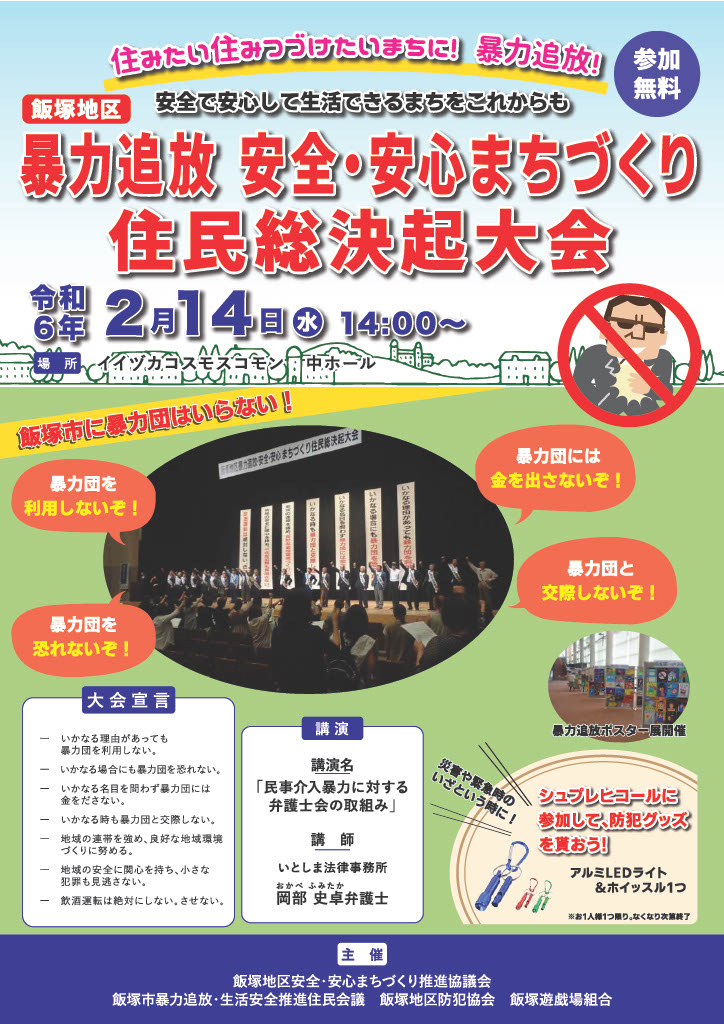 住みたい住みつづけたいまちに! 暴力追放!
参加
無料
安全で安心して生活できるまちをこれからも
飯塚地区
暴力追放 安全・安心まちづくり
住民総決起大会
令和
6年
2月14日 水 14:00〜
場所 イイヅカコスモスコモン 中ホール
飯塚市に暴力団はいらない!
暴力団を
利用しないぞ!
暴力団には
金を出さないぞ!
暴力団と
交際しないぞ!
暴力団を
恐れないぞ!
飯塚地区暴力追放・安全・安心まちづくり住民総決起大会
暴力追放ポスター展開催
大会宣言
一 いかなる理由があっても
暴力団を利用しない。
一 いかなる場合にも暴力団を恐れない。
一 いかなる名目を問わず暴力団には
金をださない。
一 いかなる時も暴力団と交際しない。
一 地域の連帯を強め、良好な地域環境
づくりに努める。
一 地域の安全に関心を持ち、小さな
犯罪も見逃さない。
一 飲酒運転は絶対にしない。させない。
講演
講演名
「民事介入暴力に対する
弁護士会の取組み」
講師
いとしま法律事務所
おかべ ふみたか
岡部 史卓弁護士
災害や緊急時の
いざという時に!
シュプレヒコールに
参加して、防犯グッズ
を貰おう!
アルミLEDライト
&ホイッスル1つ
※お1人様1つ限り。なくなり次第終了
主催
飯塚地区安全・安心まちづくり推進協議会
飯塚市暴力追放・生活安全推進住民会議 飯塚地区防犯協会 飯塚遊戯場組合